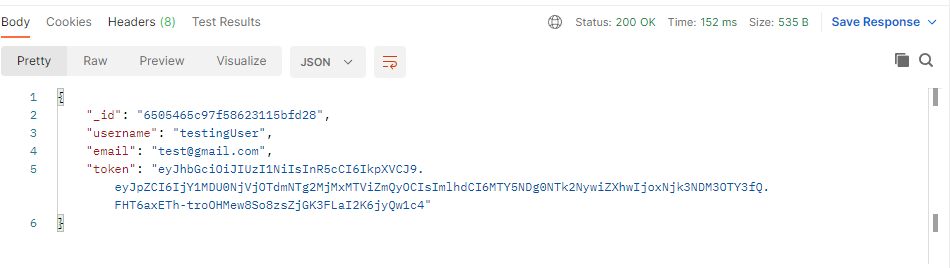 Body Cookies Headers (8) Test Results Status: 200 OK Time: 152 ms Size: 535 B Save Response
Pretty Raw Preview Visualize JSON
1 {
2 "_id": "6505465c97f58623115bfd28",
3 "username": "testingUser",
4 "email": "test@gmail.com",
5 "token": "eyJhbGciOiJIUzI1NiIsInR5cCI6IkpXVCJ9.
eyJpZCI6IjY1MDU0NjVjOTdmNTg2MjMxMTViZmQyOCIsImlhdCI6MTY5NDg0NTk2NywiZXhwIjoxNjk3NDM3OTY3fQ.
FHT6axETh-troOHMew8So8zsZjGK3FLaI2K6jyQw1c4"
6 }